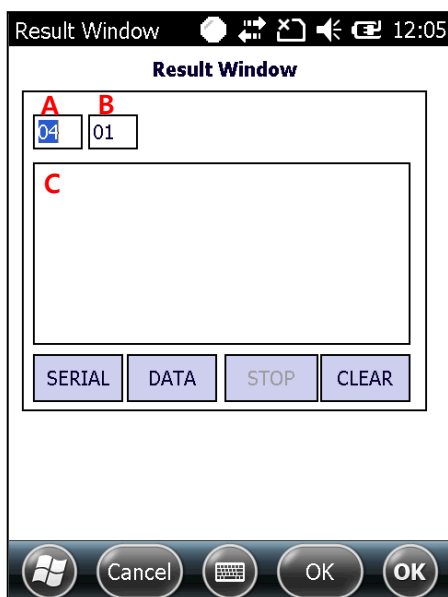 Result Window 12:05
Result Window
A B
04 01
C
SERIAL DATA STOP CLEAR
Cancel OK OK